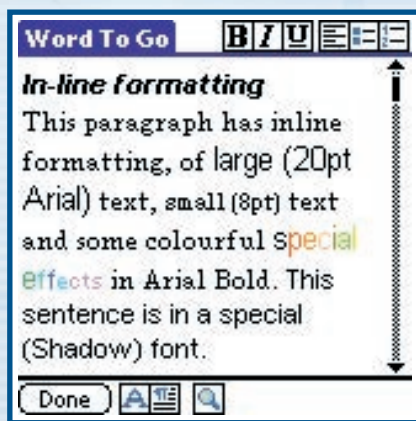 Word To Go B I U
In-line formatting
This paragraph has inline
formatting, of large (20pt
Arial) text, small (8pt) text
and some colourful special
effects in Arial Bold. This
sentence is in a special
(Shadow) font.
Done A